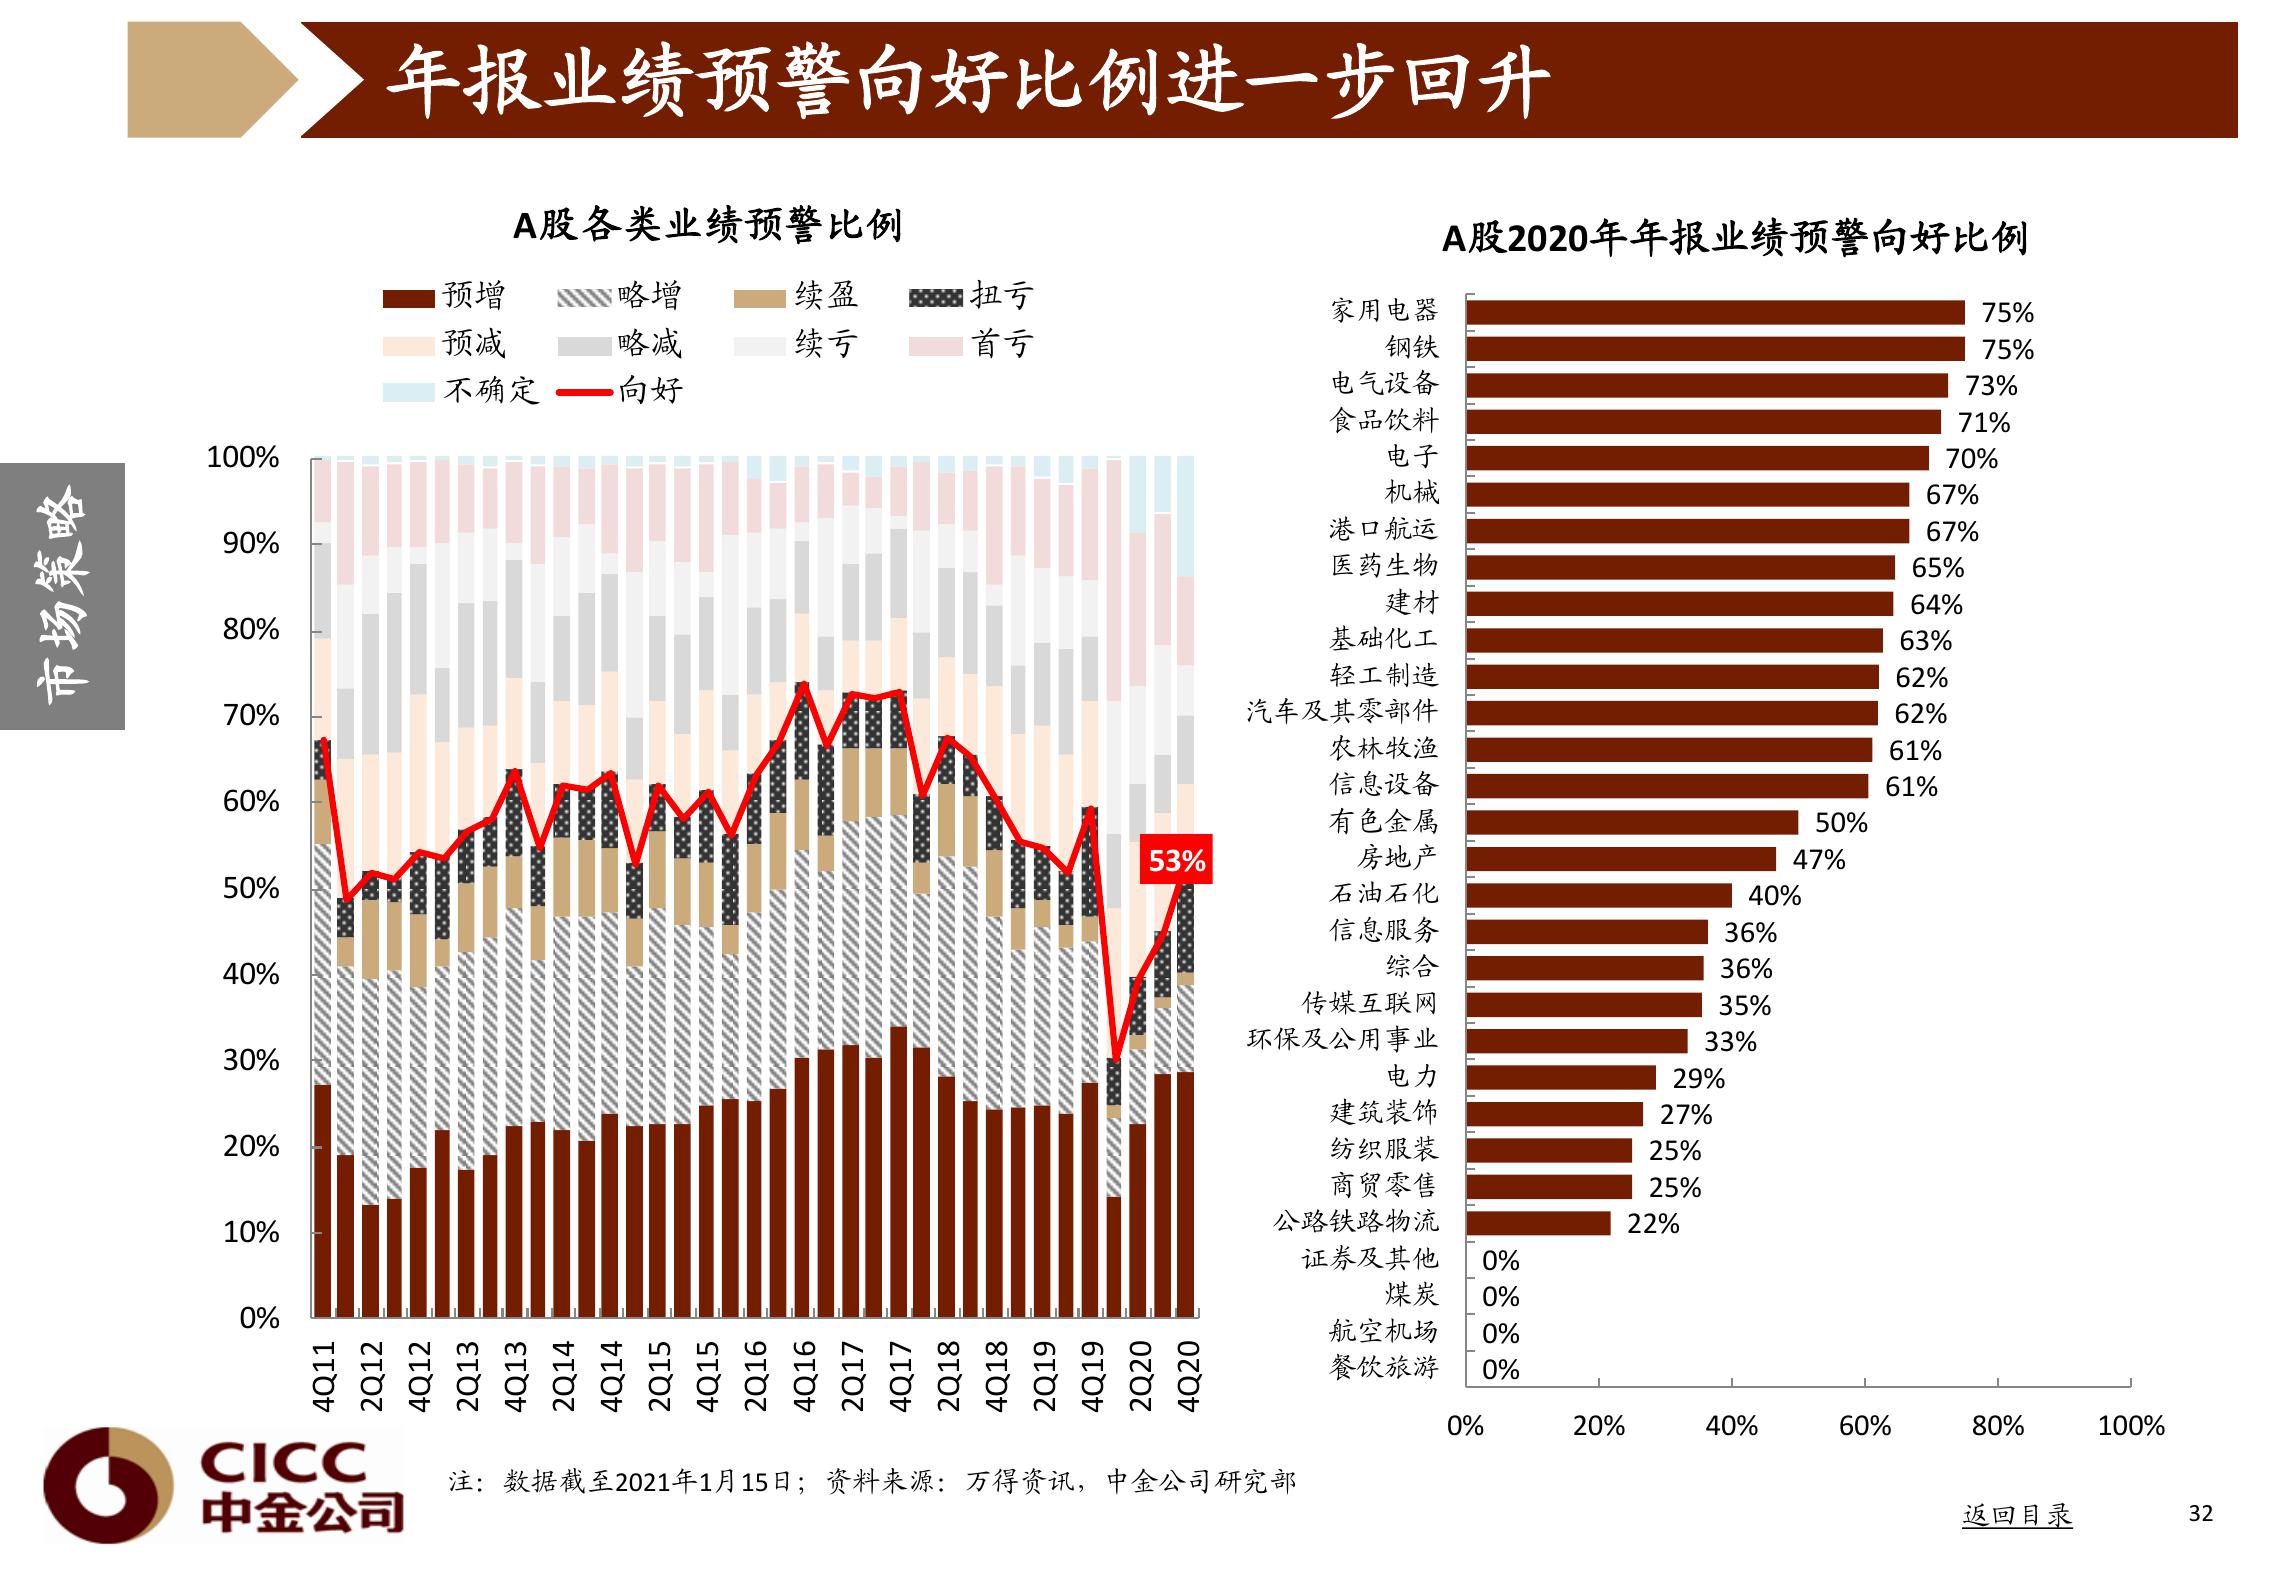 年报业绩预警向好比例进一步回升
市场策略
A股各类业绩预警比例
预增 略增 续盈 扭亏
预减 略减 续亏 首亏
不确定 向好
100%
90%
80%
70%
60%
50%
40%
30%
20%
10%
0%
53%
4Q11 2Q12 4Q12 2Q13 4Q13 2Q14 4Q14 2Q15 4Q15 2Q16 4Q16 2Q17 4Q17 2Q18 4Q18 2Q19 4Q19 2Q20 4Q20
A股2020年年报业绩预警向好比例
家用电器 75%
钢铁 75%
电气设备 73%
食品饮料 71%
电子 70%
机械 67%
港口航运 67%
医药生物 65%
建材 64%
基础化工 63%
轻工制造 62%
汽车及其零部件 62%
农林牧渔 61%
信息设备 61%
有色金属 50%
房地产 47%
石油石化 40%
信息服务 36%
综合 36%
传媒互联网 35%
环保及公用事业 33%
电力 29%
建筑装饰 27%
纺织服装 25%
商贸零售 25%
公路铁路物流 22%
证券及其他 0%
煤炭 0%
航空机场 0%
餐饮旅游 0%
0% 20% 40% 60% 80% 100%
CICC
中金公司
注：数据截至2021年1月15日；资料来源：万得资讯，中金公司研究部
返回目录
32